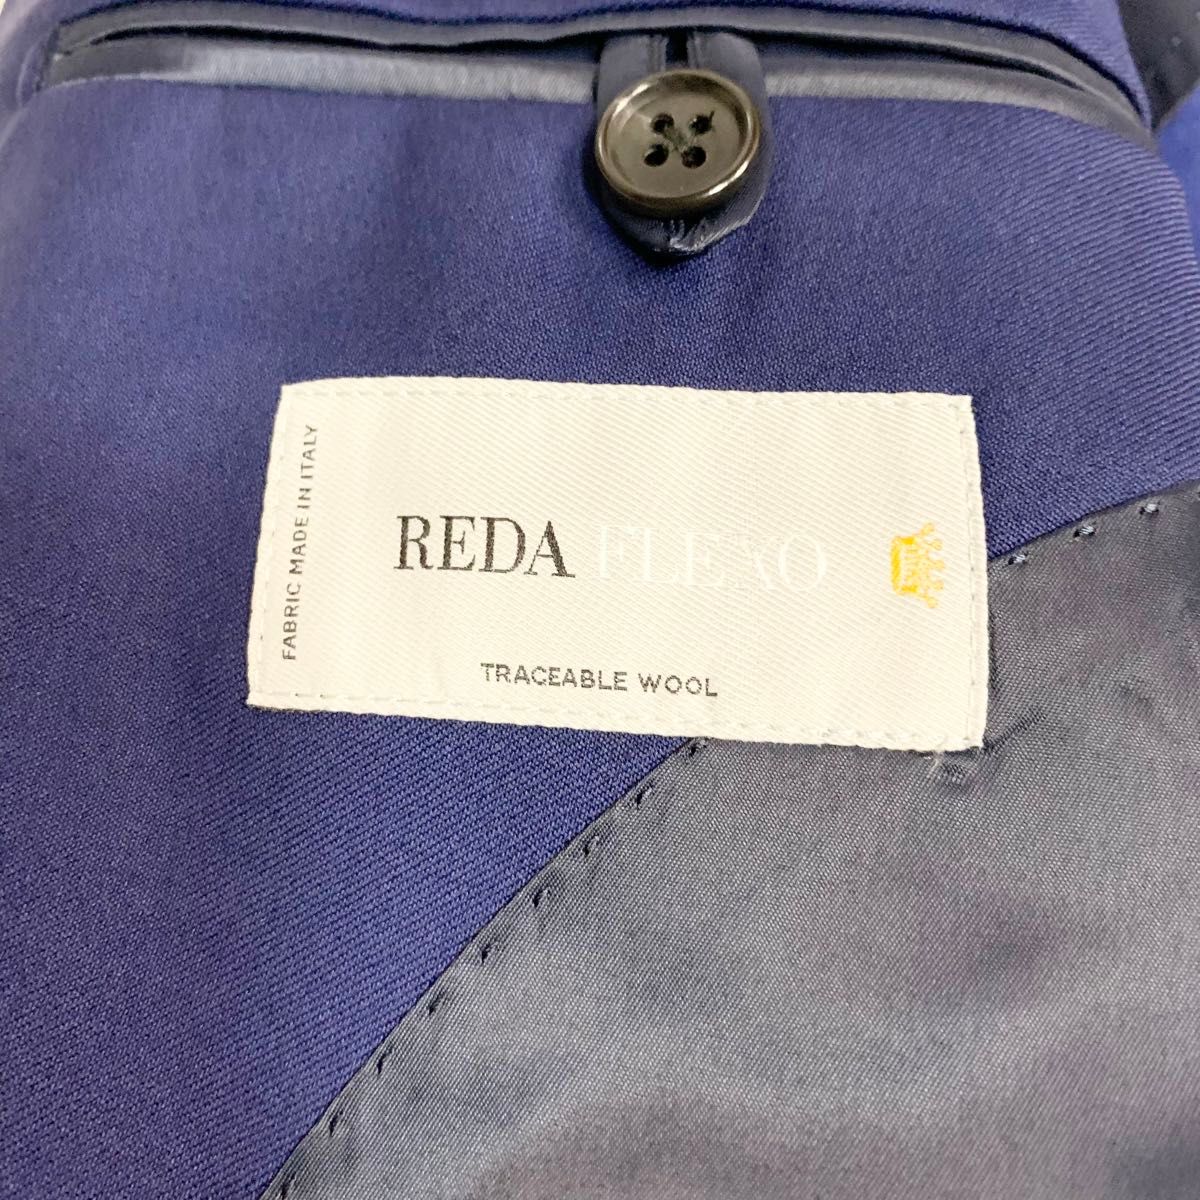 FABRIC MADE IN ITALY
REDA FLEXO
TRACEABLE WOOL